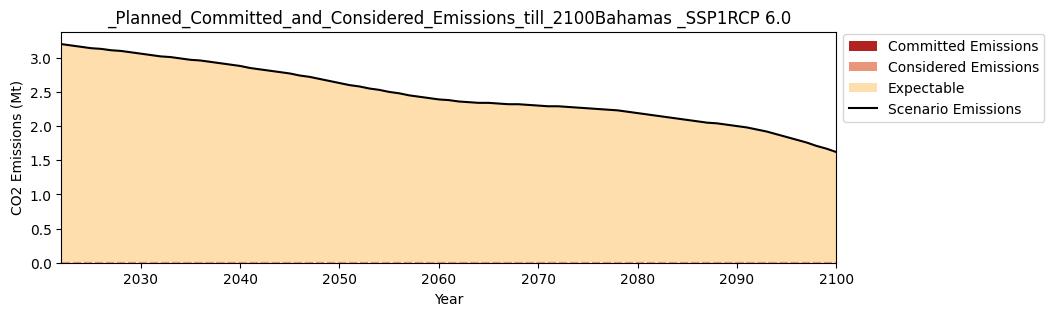 _Planned_Committed_and_Considered_Emissions_till_2100Bahamas _SSP1RCP 6.0
CO2 Emissions (Mt)
3.0
2.5
2.0
1.5
1.0
0.5
0.0
2030 2040 2050 2060 2070 2080 2090 2100
Year
Committed Emissions
Considered Emissions
Expectable
Scenario Emissions